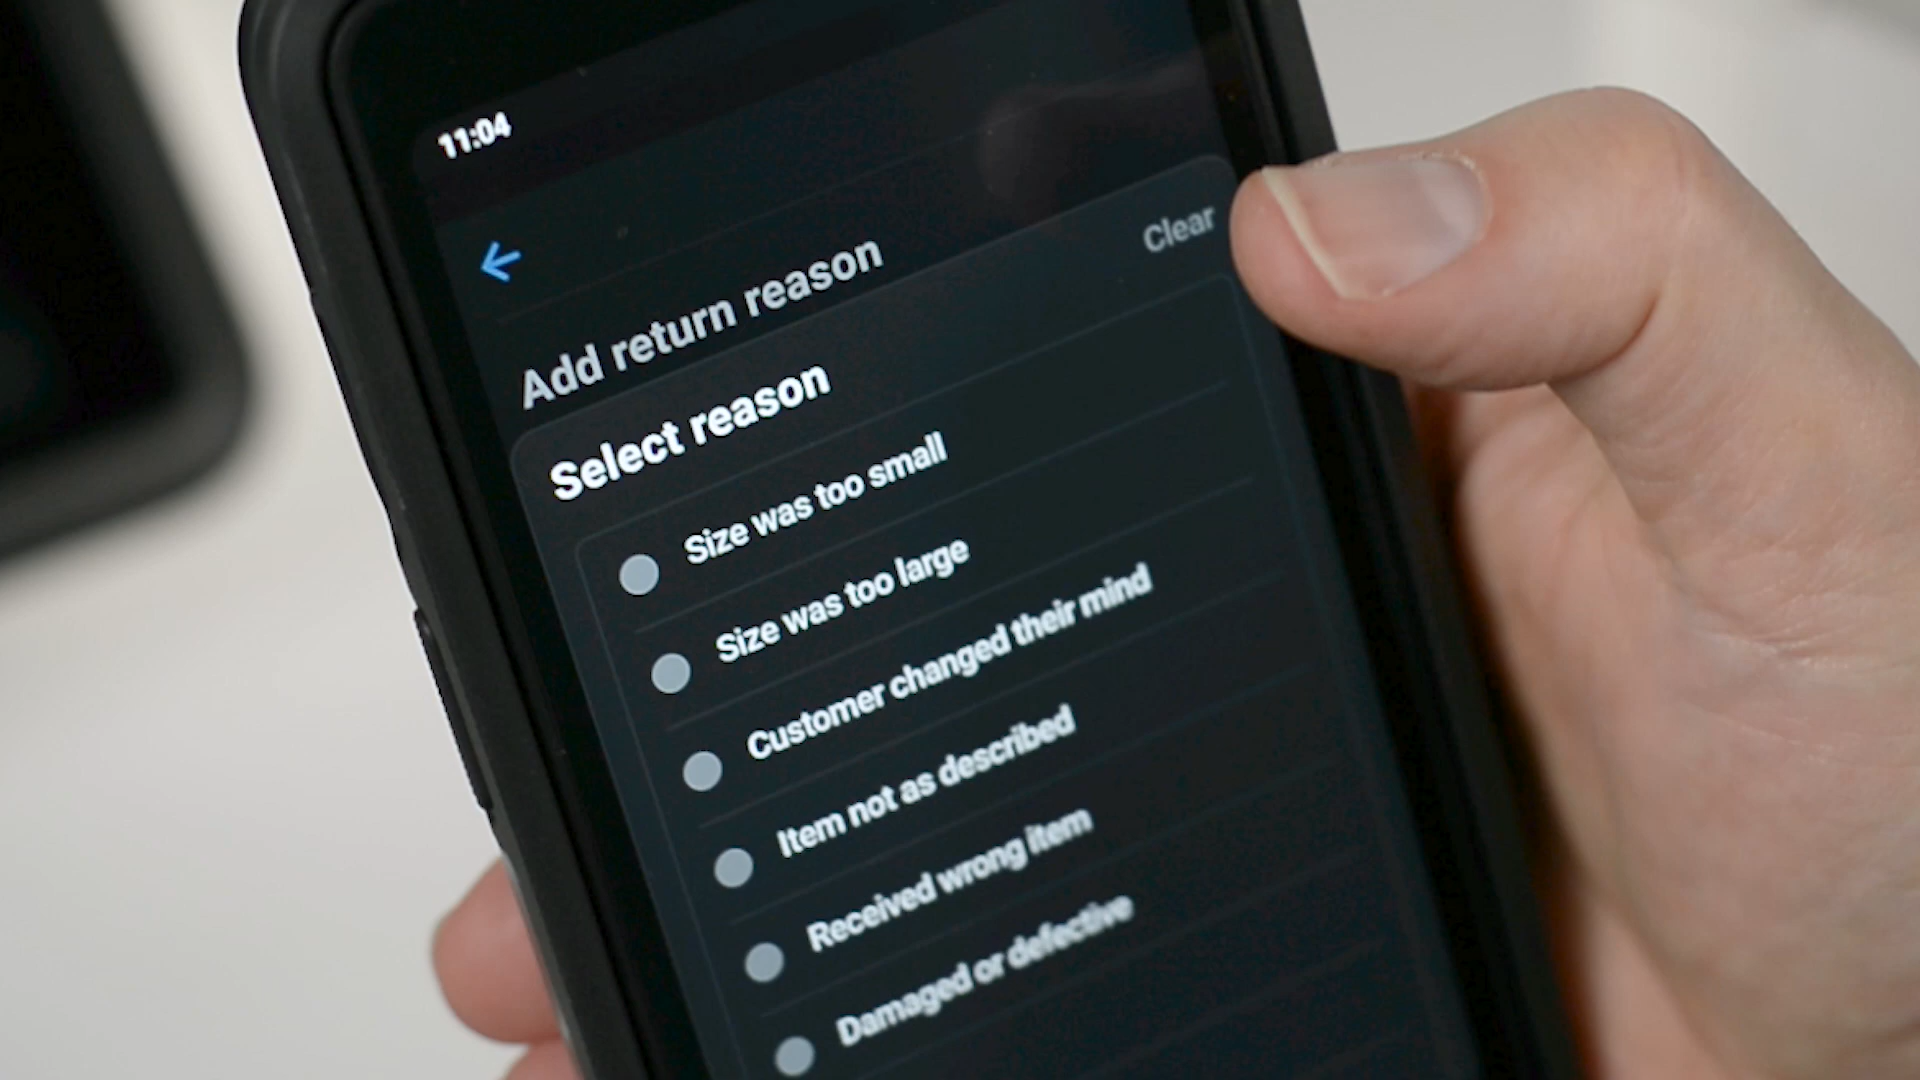 11:04
Add return reason
Clear
Select reason
Size was too small
Size was too large
Customer changed their mind
Item not as described
Received wrong item
Damaged or defective